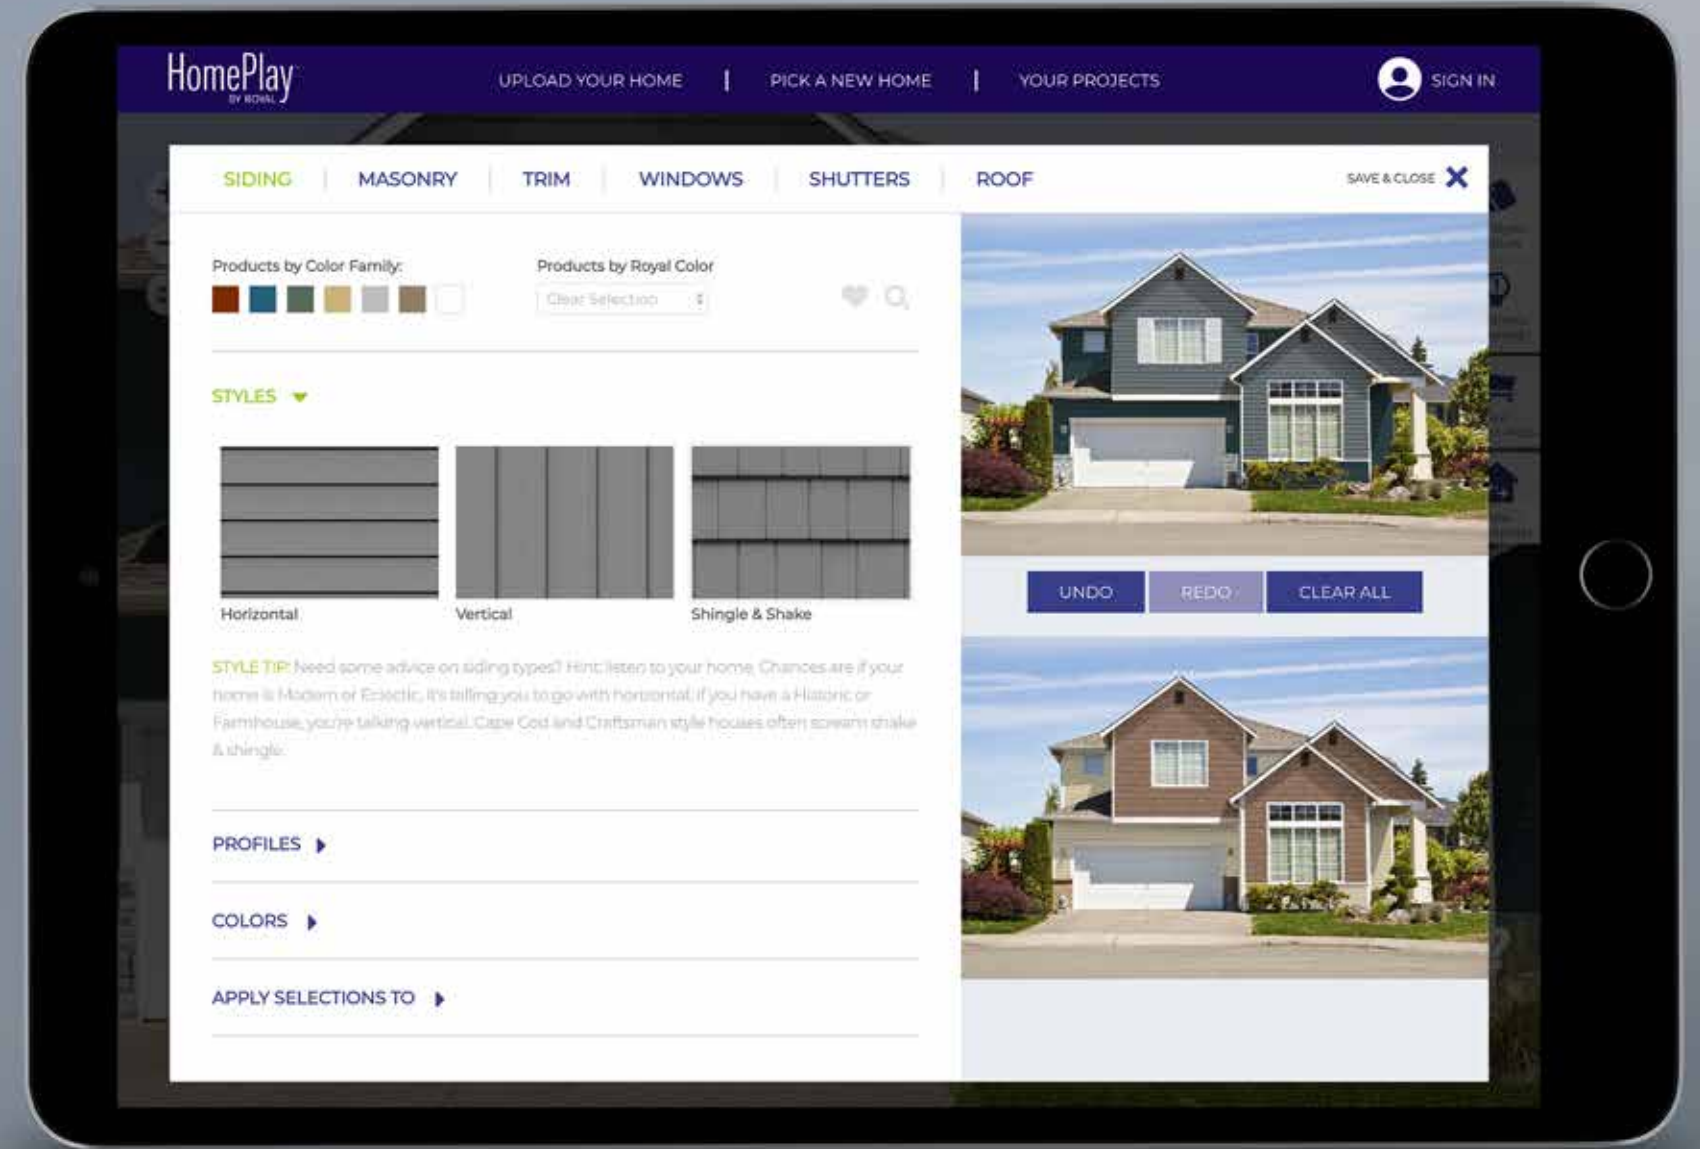 HomePlay
BY ROYAL
UPLOAD YOUR HOME | PICK A NEW HOME | YOUR PROJECTS
SIGN IN
SIDING MASONRY TRIM WINDOWS SHUTTERS ROOF
SAVE & CLOSE
Products by Color Family:
Products by Royal Color
Clear Selection
STYLES
Horizontal
Vertical
Shingle & Shake
STYLE TIP: Need some advice on siding types? Hint: listen to your home. Chances are if your
home is Modern or Eclectic, it's telling you to go with horizontal. If you have a Historic or
Farmhouse, you're talking vertical. Cape Cod and Craftsman style houses often scream shake
& shingle.
PROFILES
COLORS
APPLY SELECTIONS TO
UNDO
REDO
CLEAR ALL